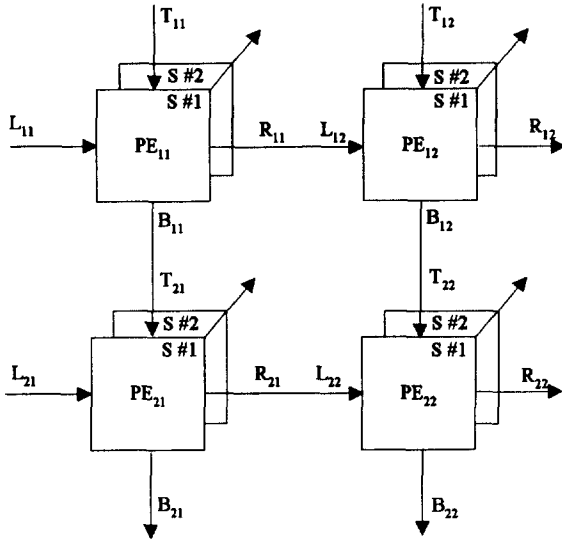 T11 T12
S #2 S #2
S #1 S #1
L11 PE11 R11 L12 PE12 R12
B11 B12
T21 T22
S #2 S #2
S #1 S #1
L21 PE21 R21 L22 PE22 R22
B21 B22